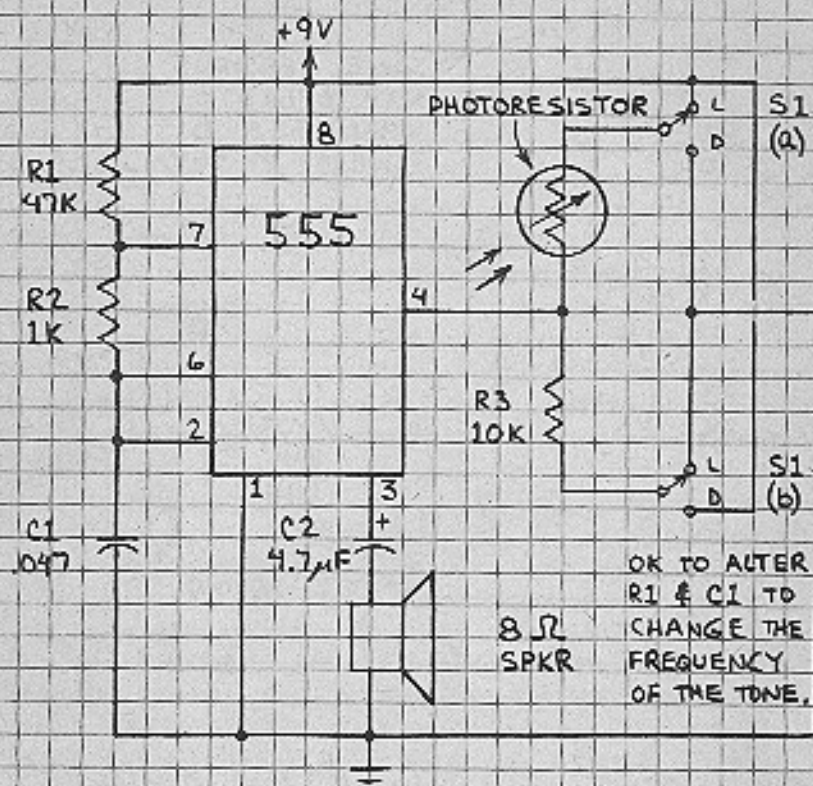 +9V
8
PHOTORESISTOR
L
D
S1
(a)
R1
47K
7
555
4
R2
1K
6
R3
10K
2
1
3
L
D
S1
(b)
C1
.047
C2
4.7µF
+
8 Ω
SPKR
OK TO ALTER
R1 & C1 TO
CHANGE THE
FREQUENCY
OF THE TONE.